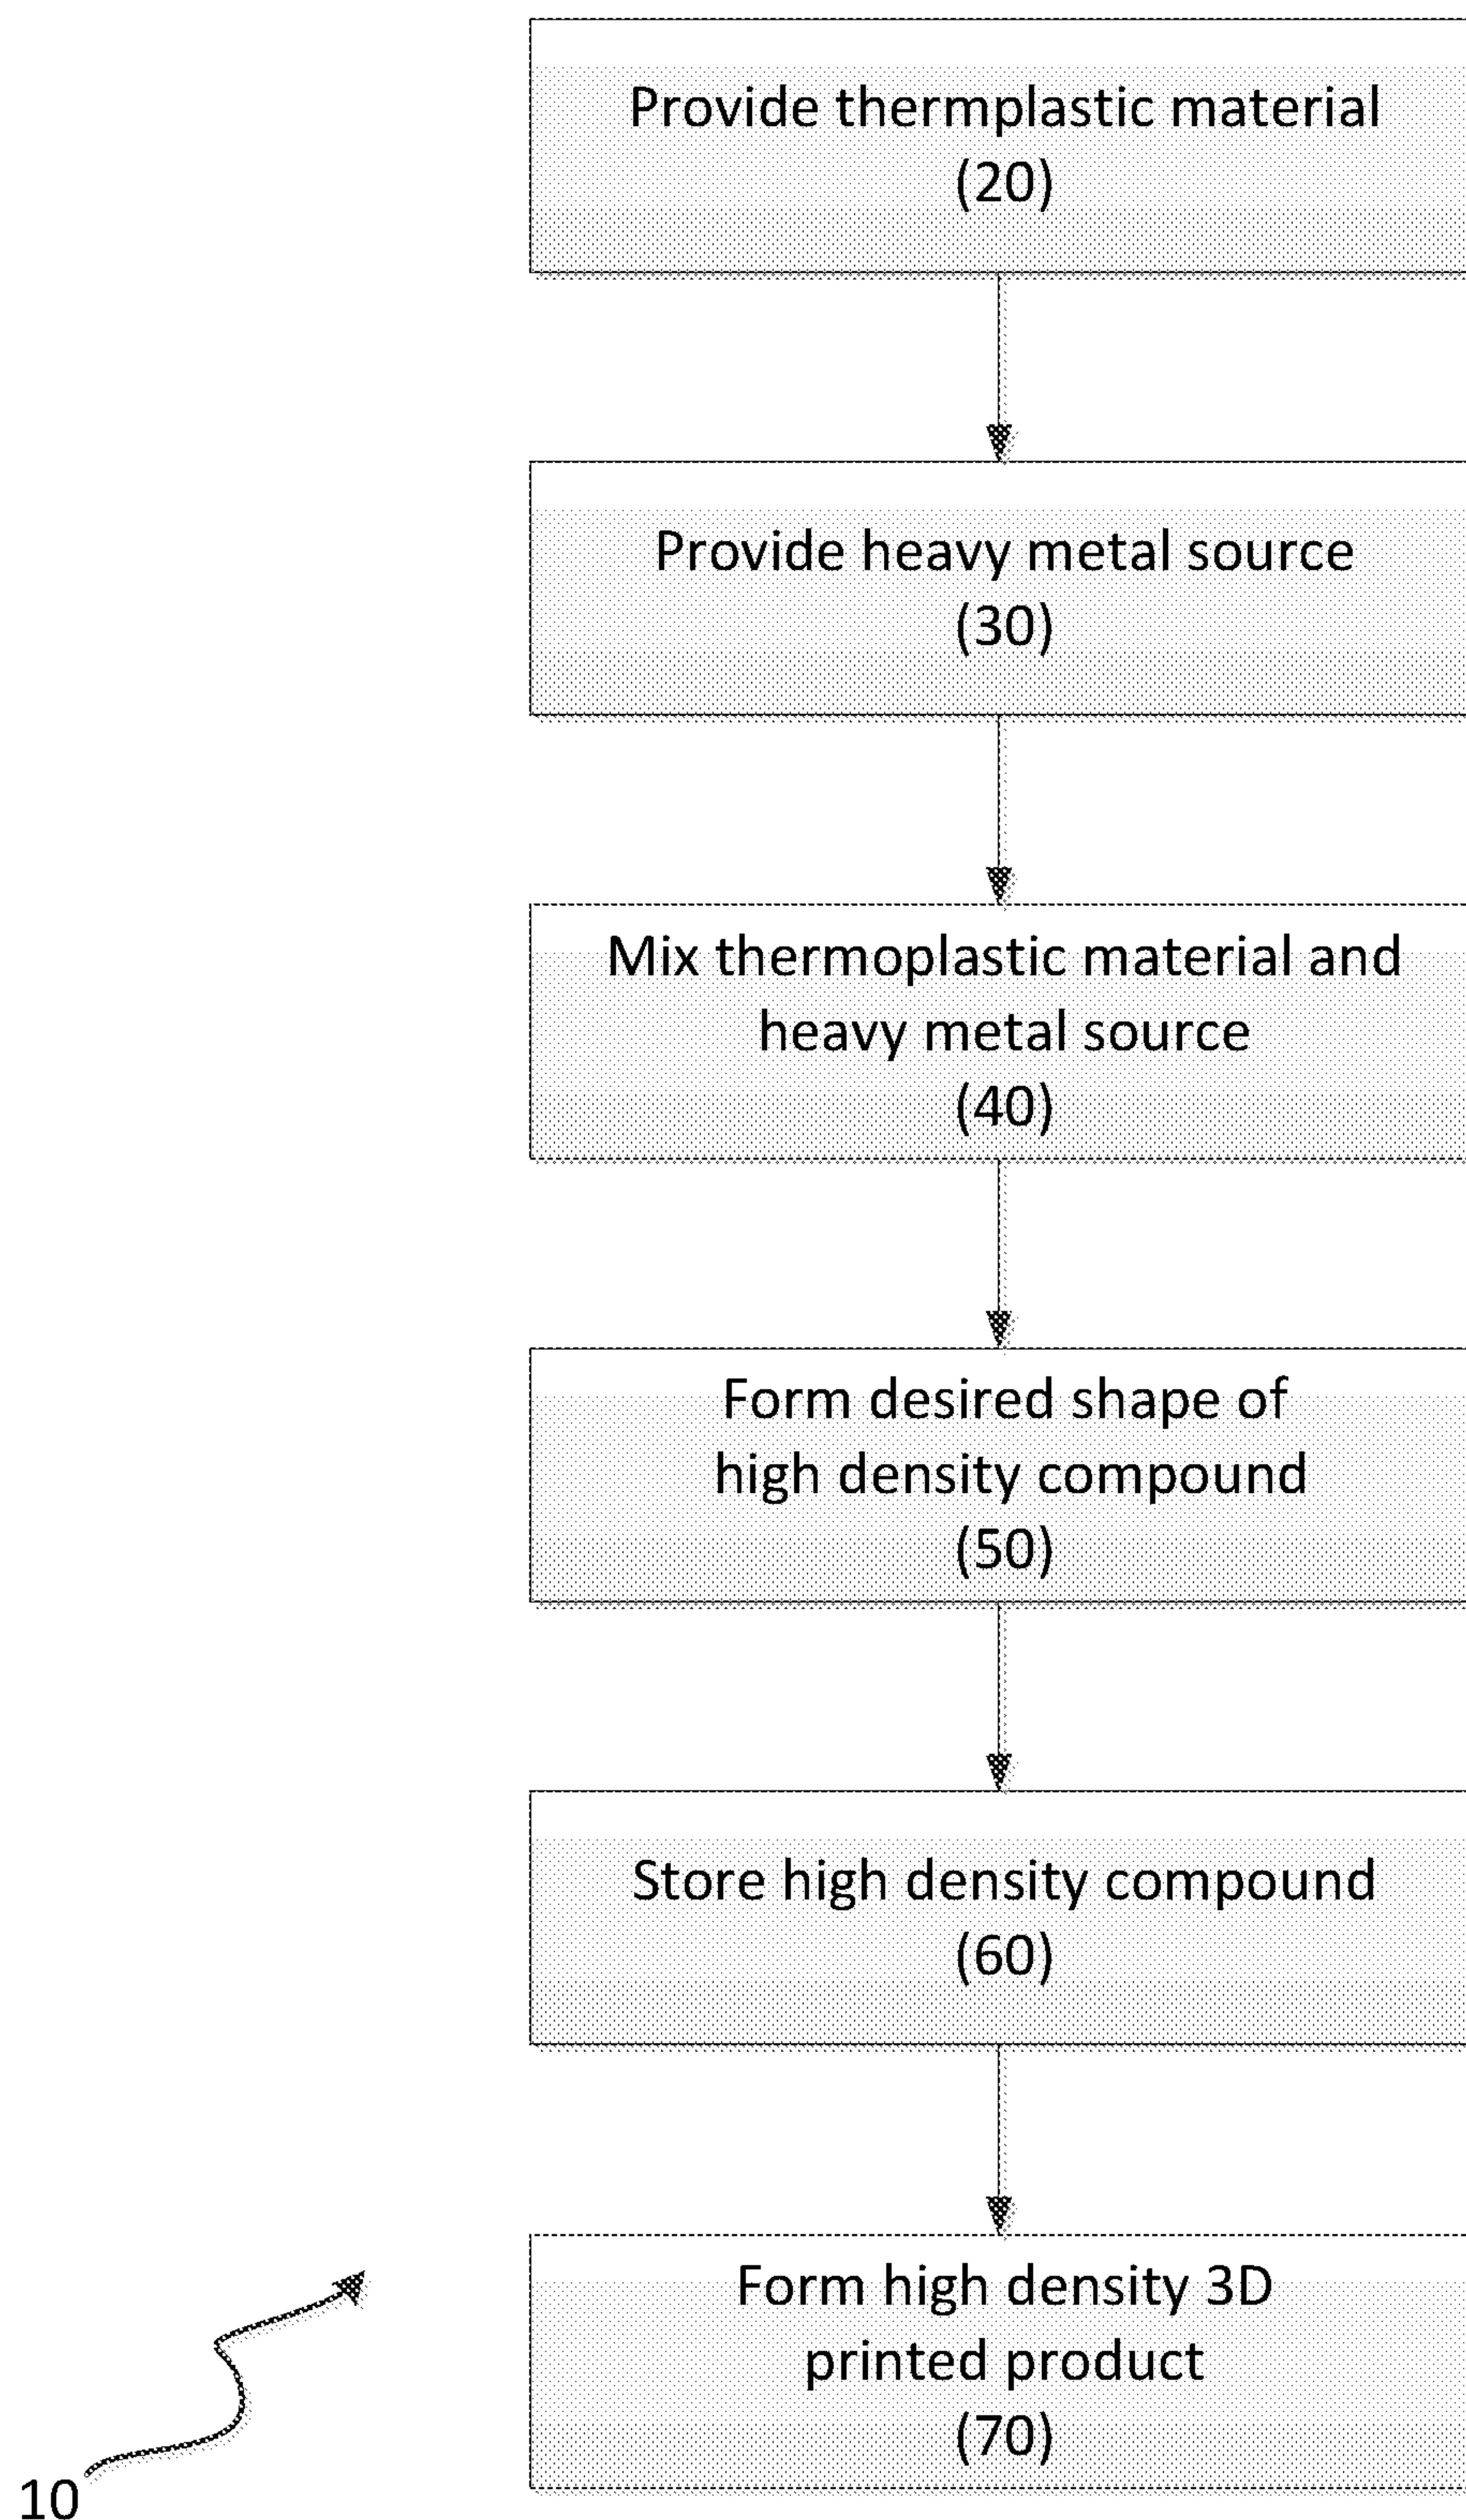 Provide thermplastic material
(20)
Provide heavy metal source
(30)
Mix thermoplastic material and
heavy metal source
(40)
Form desired shape of
high density compound
(50)
Store high density compound
(60)
Form high density 3D
printed product
(70)
10